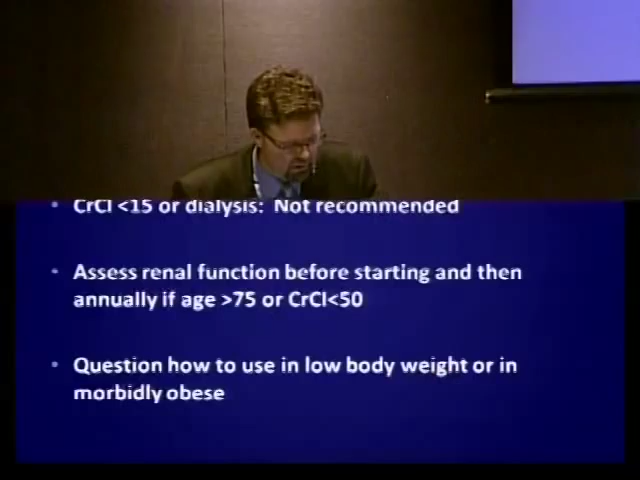 CrCl <15 or dialysis:  Not recommended
Assess renal function before starting and then
annually if age >75 or CrCl<50
Question how to use in low body weight or in
morbidly obese